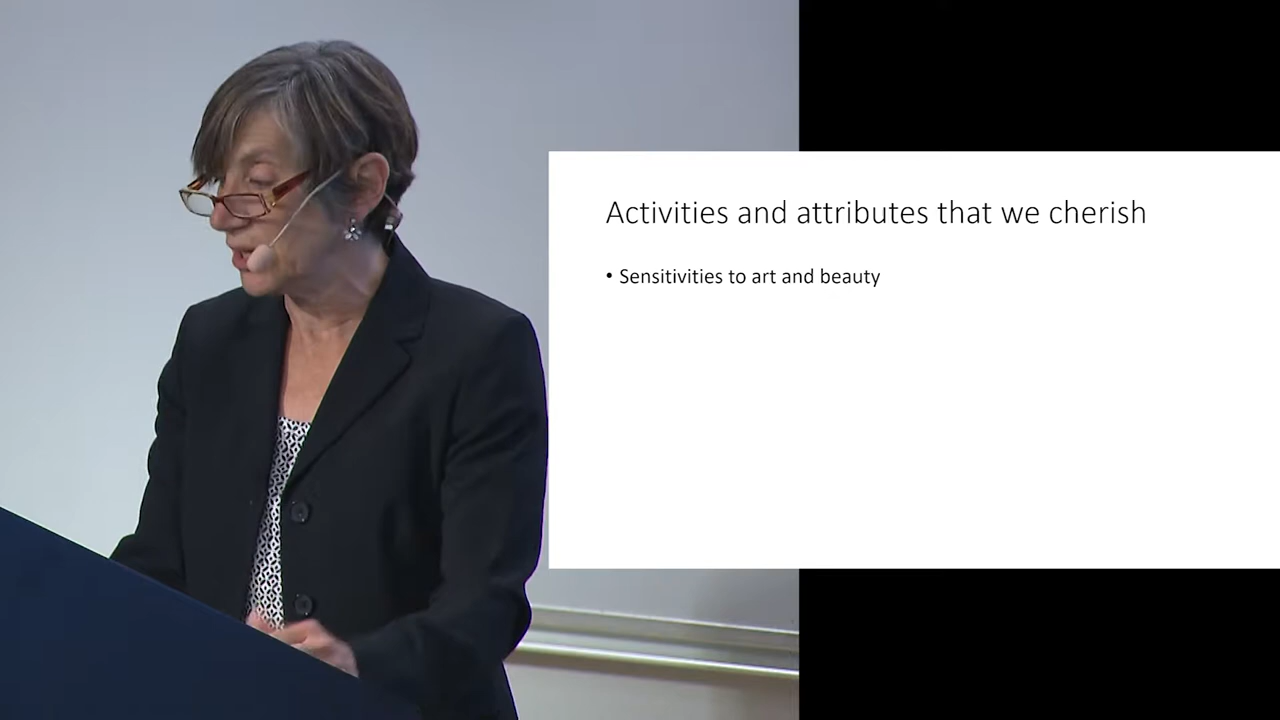 Activities and attributes that we cherish
• Sensitivities to art and beauty